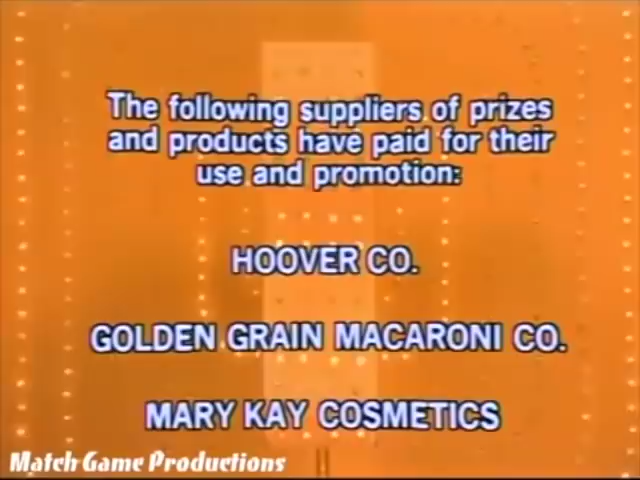 The following suppliers of prizes
and products have paid for their
use and promotion:
HOOVER CO.
GOLDEN GRAIN MACARONI CO.
MARY KAY COSMETICS
Match Game Productions